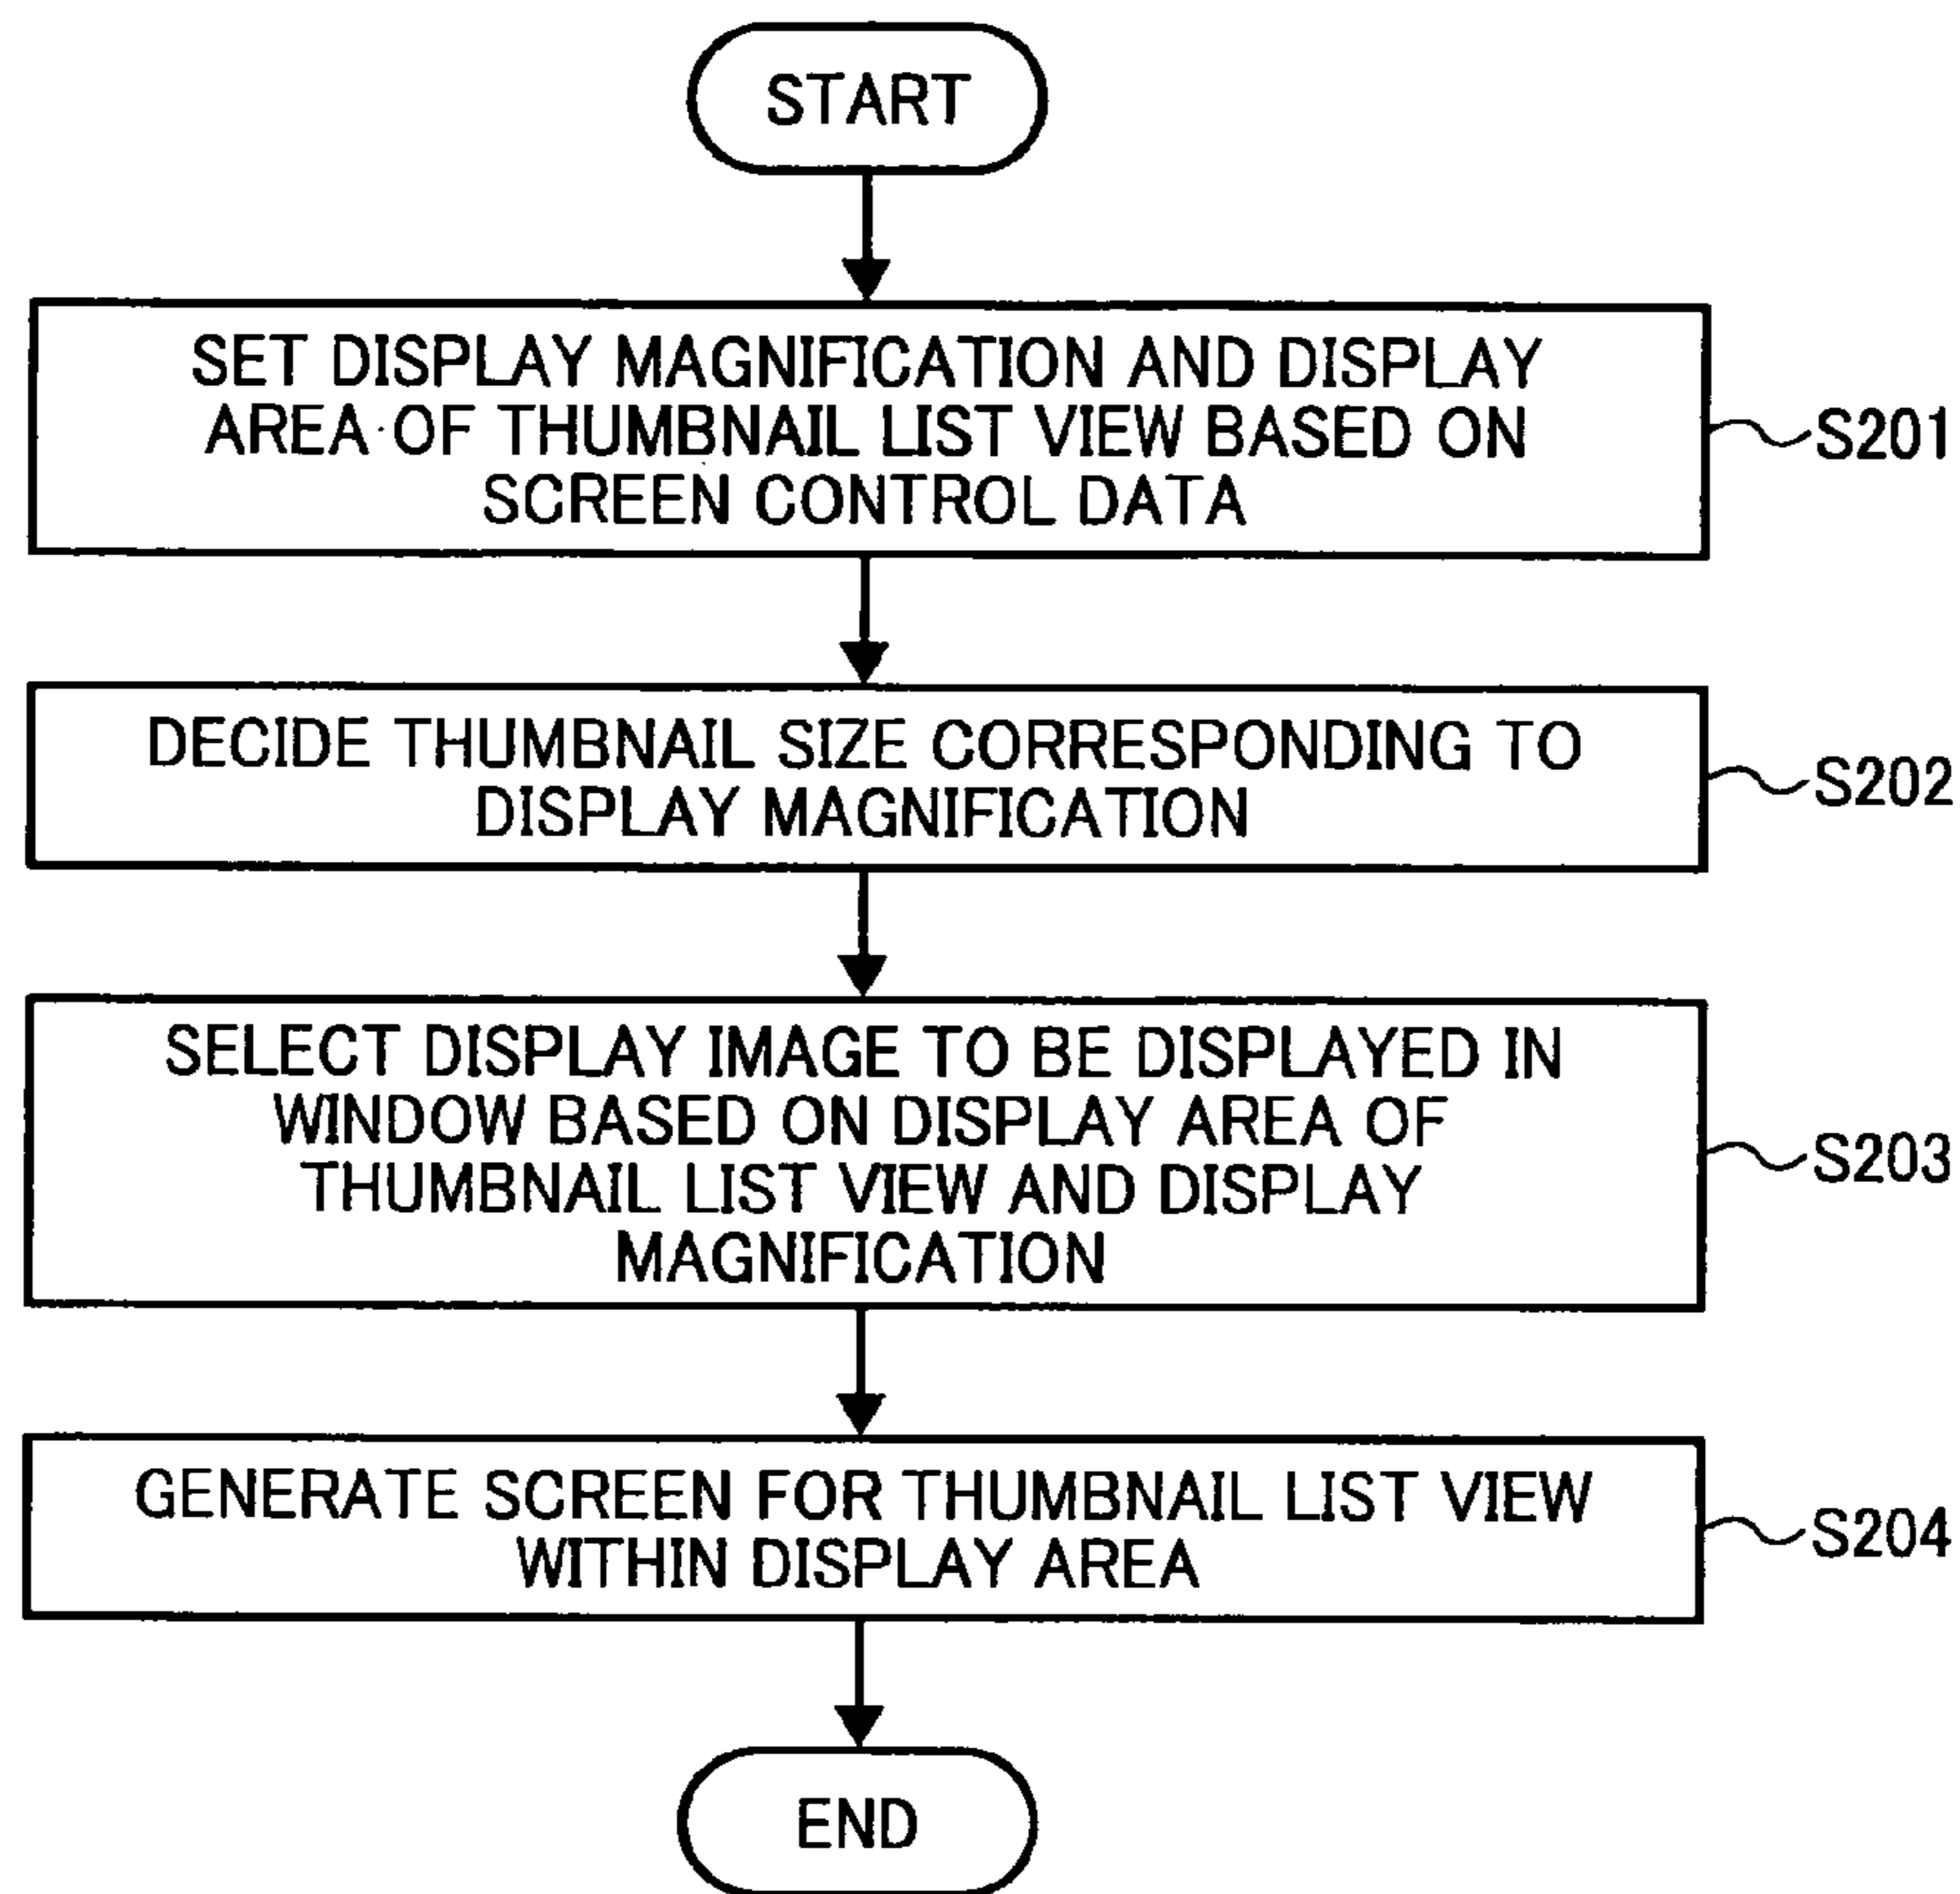 START
SET DISPLAY MAGNIFICATION AND DISPLAY
AREA OF THUMBNAIL LIST VIEW BASED ON
SCREEN CONTROL DATA
S201
DECIDE THUMBNAIL SIZE CORRESPONDING TO
DISPLAY MAGNIFICATION
S202
SELECT DISPLAY IMAGE TO BE DISPLAYED IN
WINDOW BASED ON DISPLAY AREA OF
THUMBNAIL LIST VIEW AND DISPLAY
MAGNIFICATION
S203
GENERATE SCREEN FOR THUMBNAIL LIST VIEW
WITHIN DISPLAY AREA
S204
END